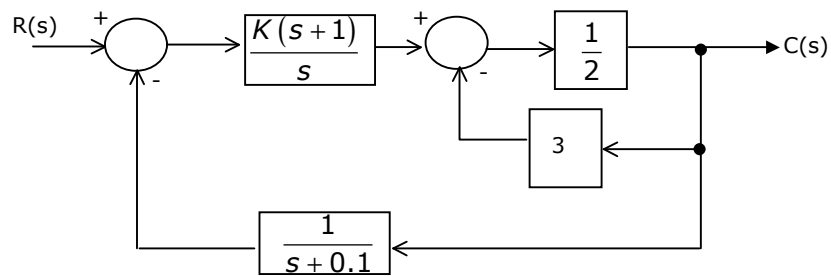 R(s)
+
-
K(s+1)
s
+
-
1
2
C(s)
3
1
s+0.1